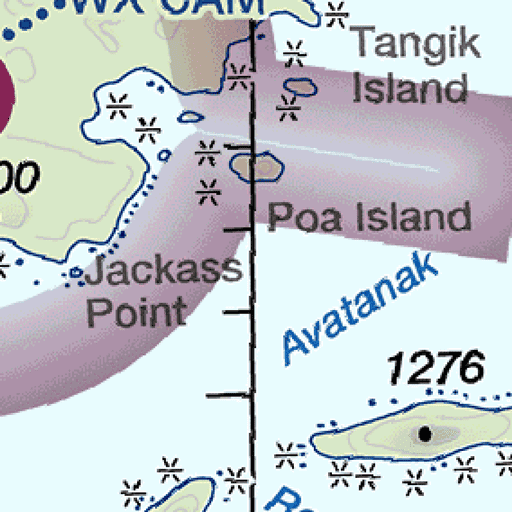 WX CAM
Tangik
Island
00
Poa Island
Jackass
Point
Avatanak
1276